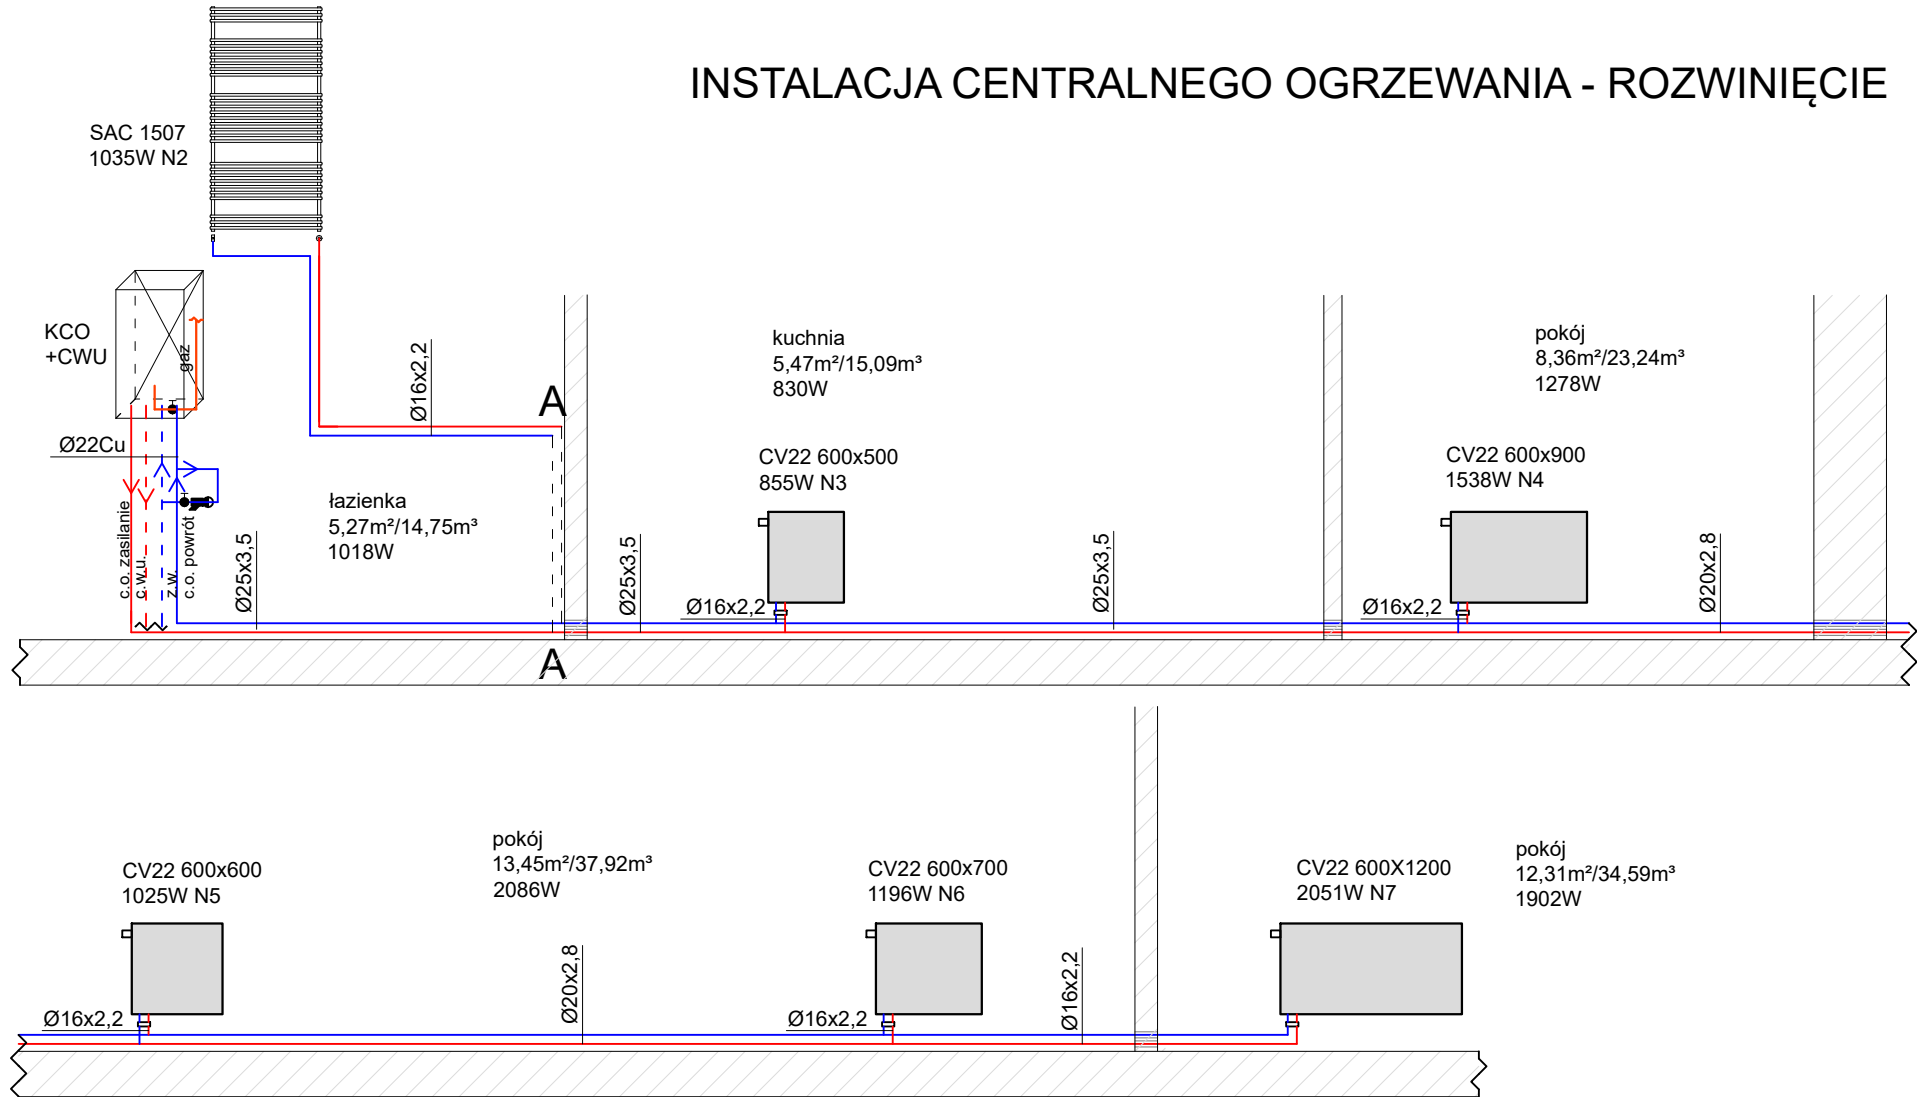 INSTALACJA CENTRALNEGO OGRZEWANIA - ROZWINIĘCIE
SAC 1507
1035W N2
KCO
+CWU
gaz
Ø22Cu
c.o. zasilanie
c.w.u.
z.w.
c.o. powrót
Ø25x3,5
łazienka
5,27m²/14,75m³
1018W
Ø16x2,2
A
A
kuchnia
5,47m²/15,09m³
830W
CV22 600x500
855W N3
Ø25x3,5
Ø16x2,2
Ø25x3,5
pokój
8,36m²/23,24m³
1278W
CV22 600x900
1538W N4
Ø16x2,2
Ø20x2,8
CV22 600x600
1025W N5
Ø16x2,2
pokój
13,45m²/37,92m³
2086W
Ø20x2,8
CV22 600x700
1196W N6
Ø16x2,2
Ø16x2,2
CV22 600X1200
2051W N7
pokój
12,31m²/34,59m³
1902W